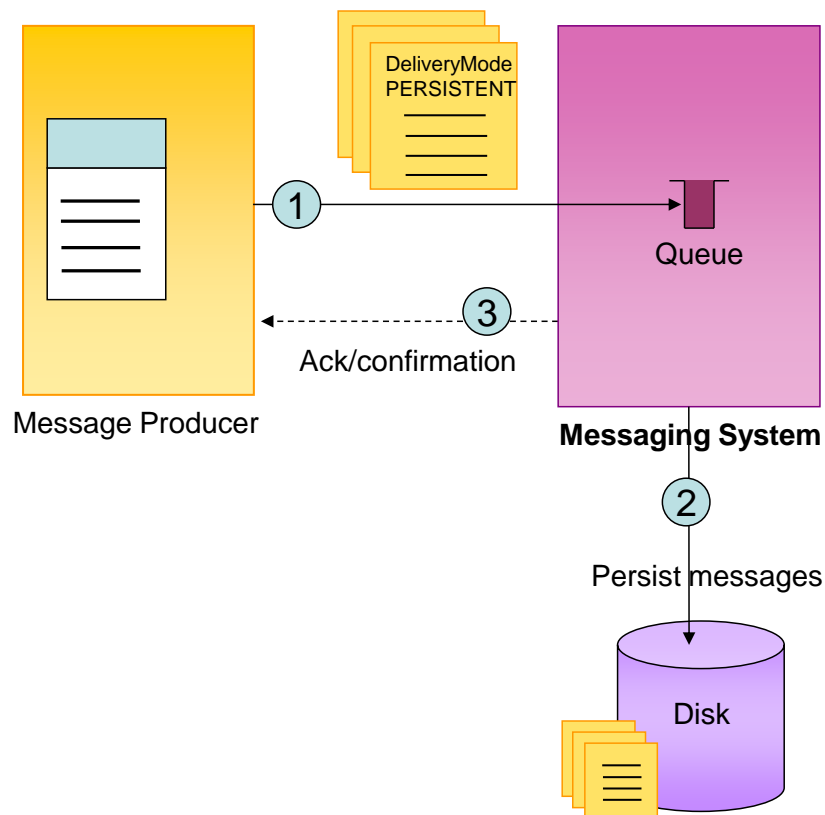 DeliveryMode
PERSISTENT
1
Queue
3
Ack/confirmation
Message Producer
Messaging System
2
Persist messages
Disk